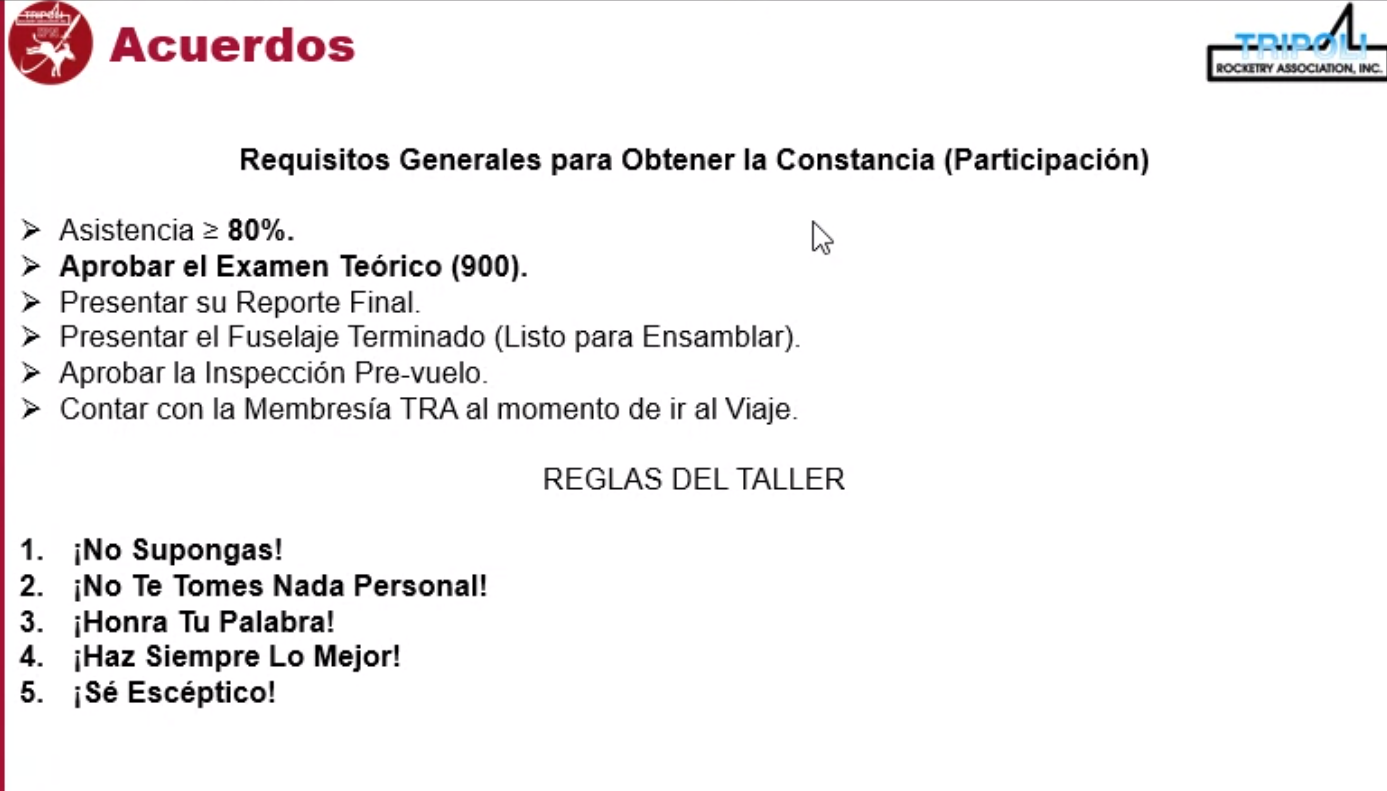 TRIPOLI
IPN
Acuerdos
TRIPOLI
ROCKETRY ASSOCIATION, INC.
Requisitos Generales para Obtener la Constancia (Participación)
➢ Asistencia ≥ 80%.
➢ Aprobar el Examen Teórico (900).
➢ Presentar su Reporte Final.
➢ Presentar el Fuselaje Terminado (Listo para Ensamblar).
➢ Aprobar la Inspección Pre-vuelo.
➢ Contar con la Membresía TRA al momento de ir al Viaje.
REGLAS DEL TALLER
1. ¡No Supongas!
2. ¡No Te Tomes Nada Personal!
3. ¡Honra Tu Palabra!
4. ¡Haz Siempre Lo Mejor!
5. ¡Sé Escéptico!